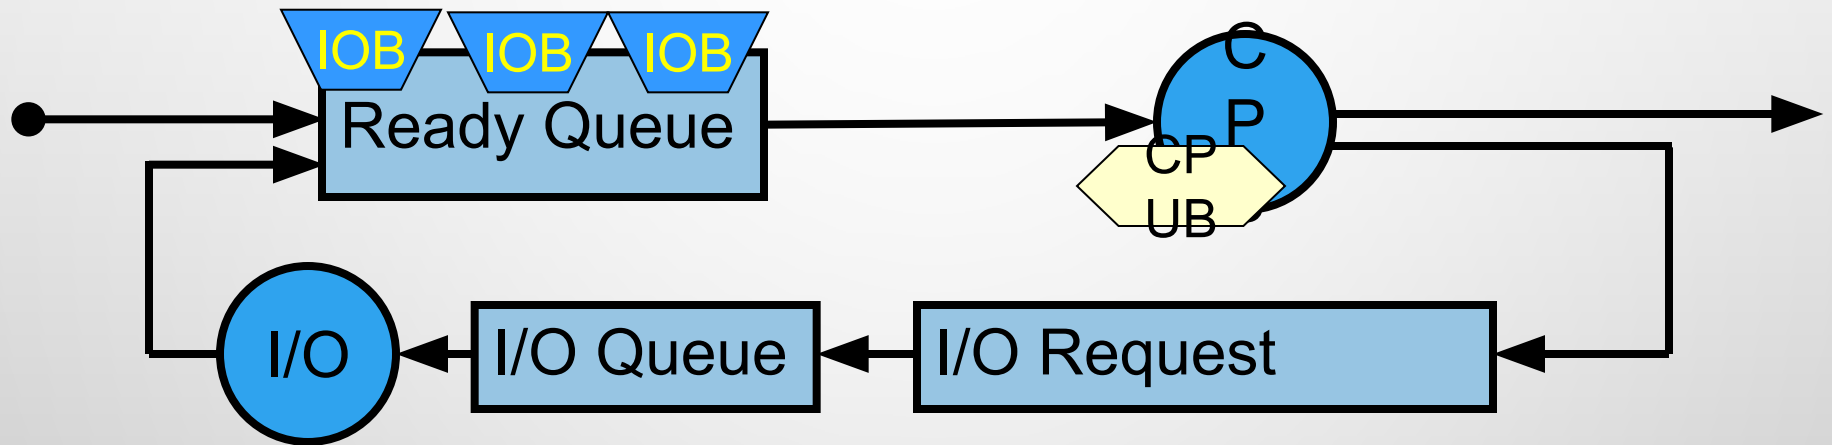 IOB IOB IOB
Ready Queue
C
P
CP
UB
I/O
I/O Queue
I/O Request